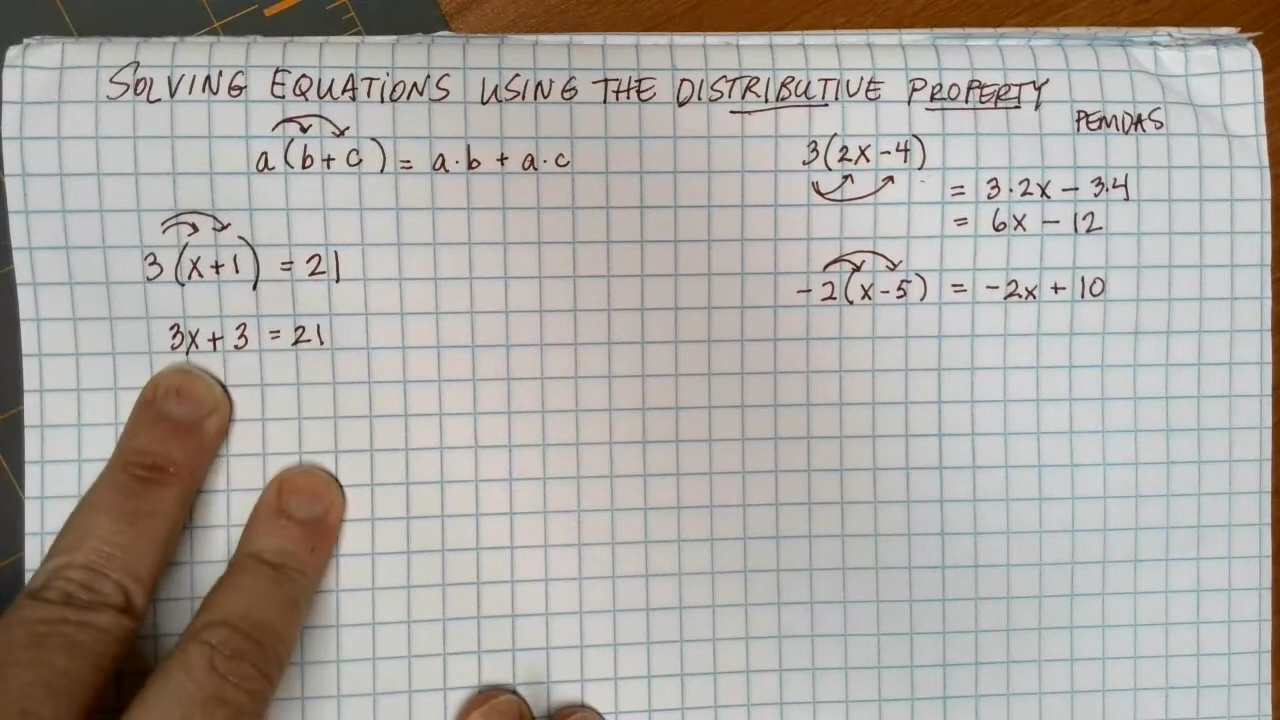 SOLVING EQUATIONS USING THE DISTRIBUTIVE PROPERTY
PEMDAS
a(b+c) = a·b + a·c
3(2x-4)
= 3·2x - 3·4
= 6x - 12
3(x+1) = 21
-2(x-5) = -2x + 10
3x + 3 = 21